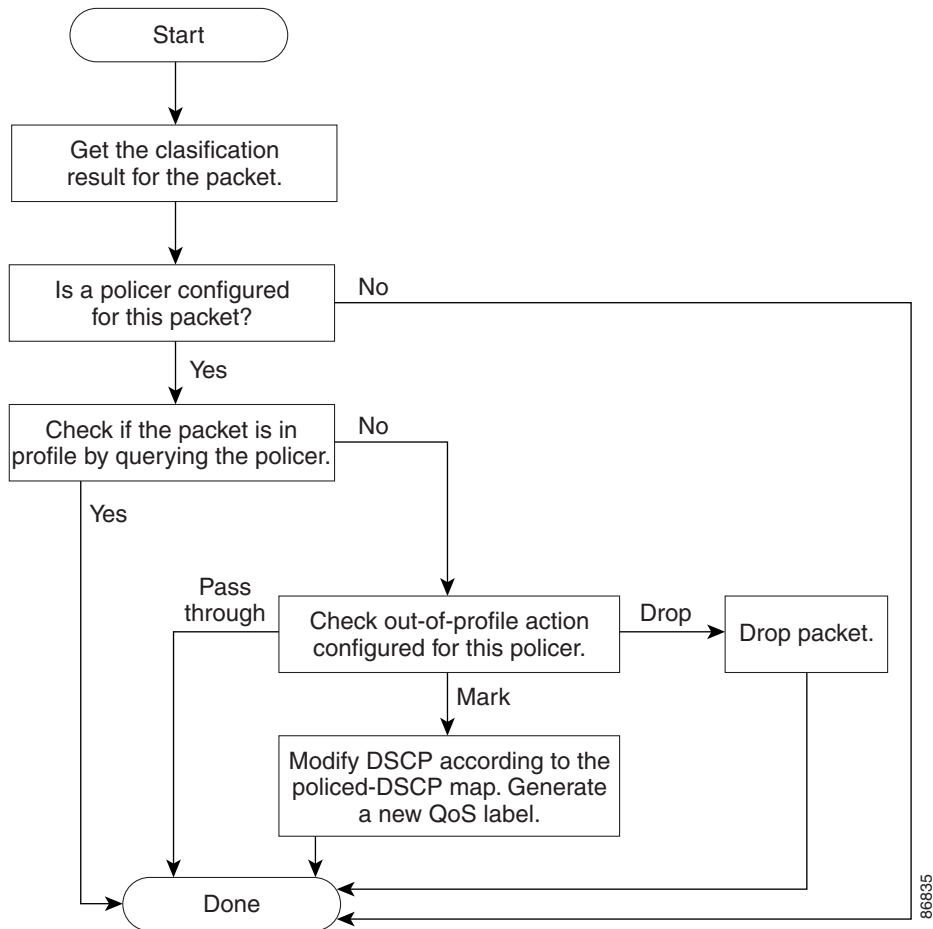 Start
Get the clasification
result for the packet.
Is a policer configured
for this packet?
No
Yes
Check if the packet is in
profile by querying the policer.
No
Yes
Pass
through
Check out-of-profile action
configured for this policer.
Drop
Drop packet.
Mark
Modify DSCP according to the
policed-DSCP map. Generate
a new QoS label.
Done
86835